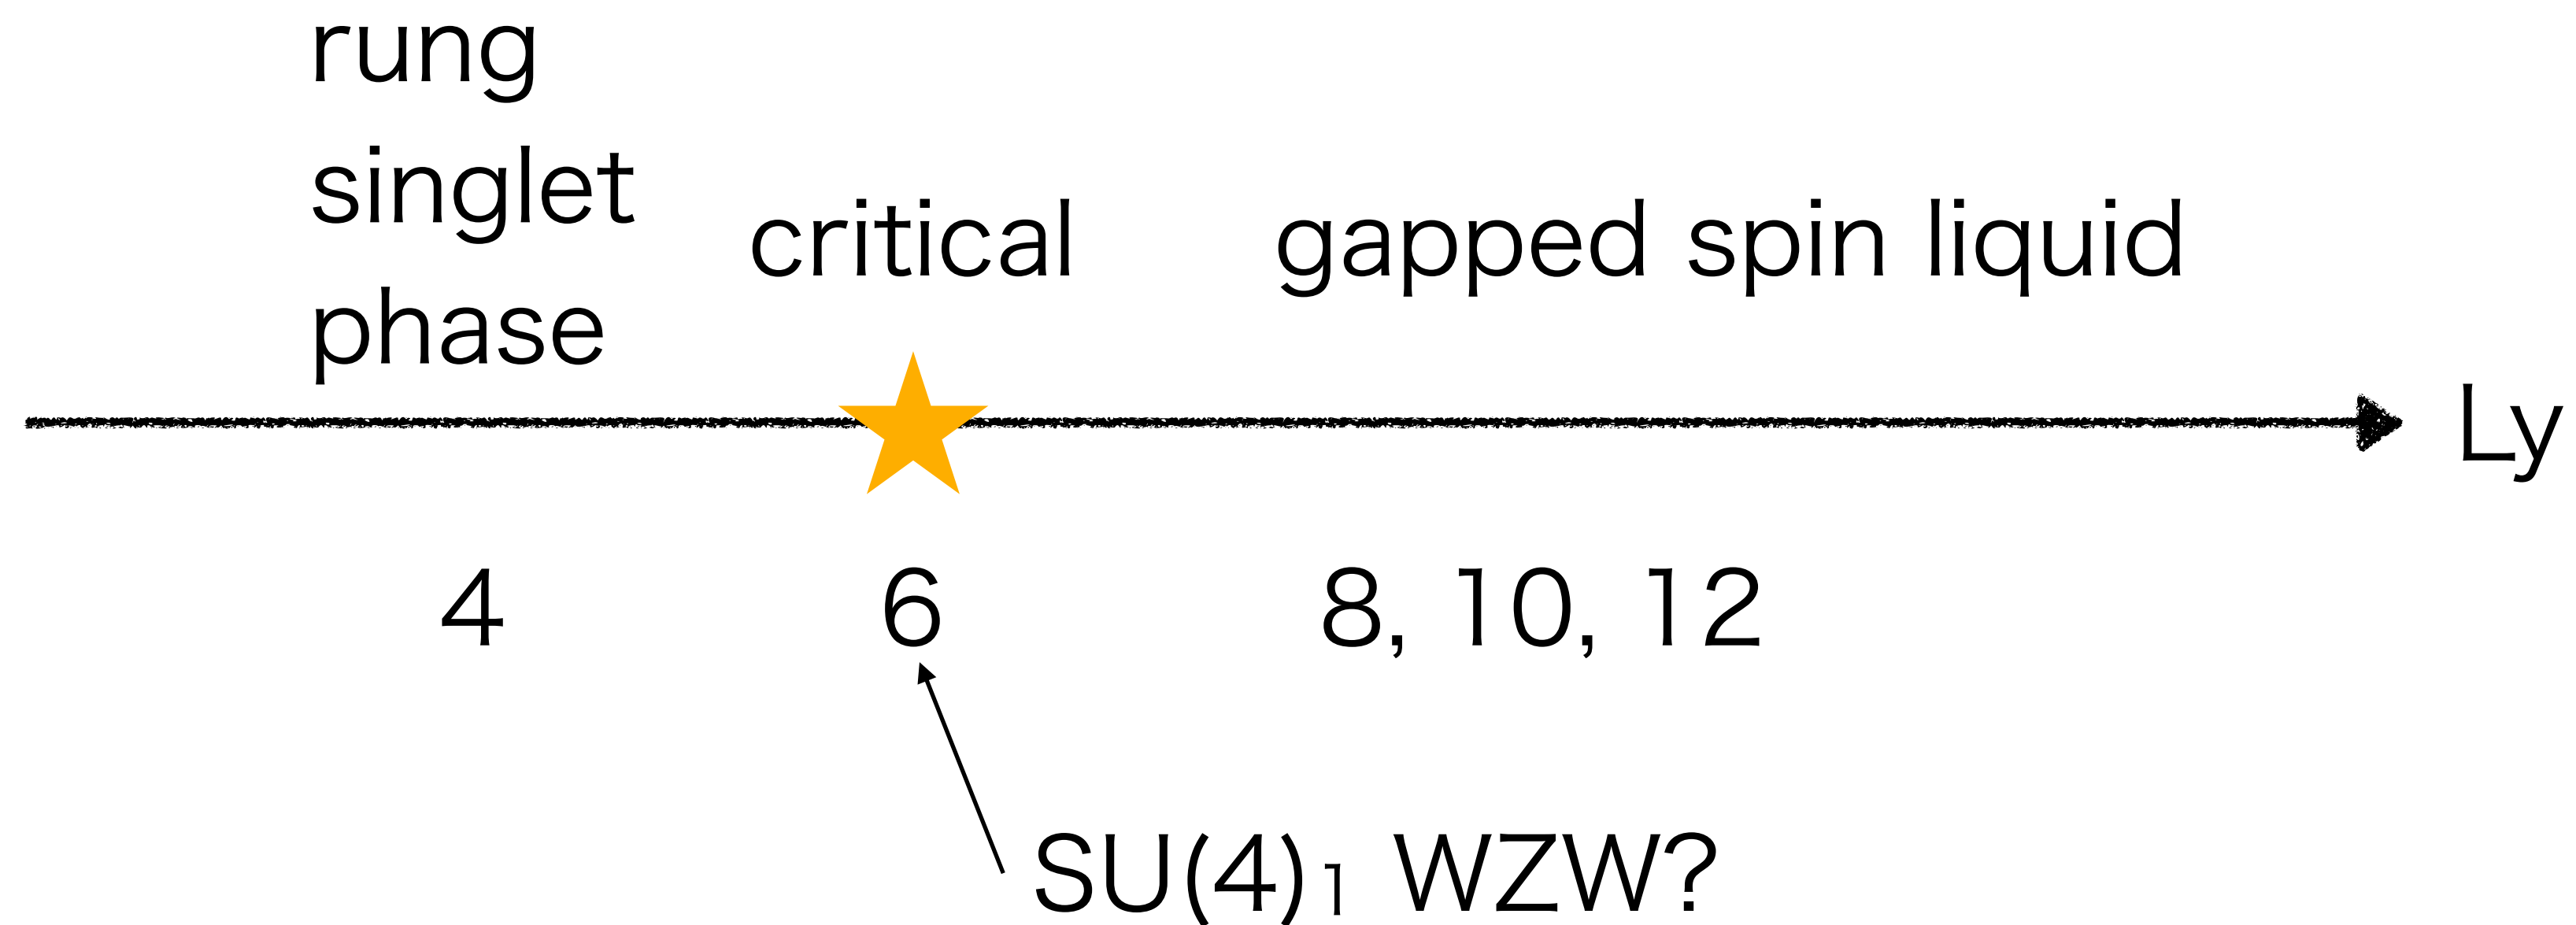 rung
singlet
phase
critical
gapped spin liquid
Ly
4
6
8, 10, 12
SU(4)₁ WZW?